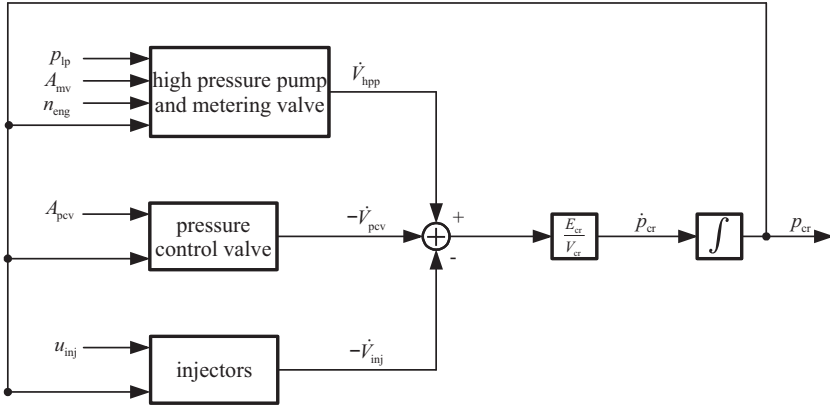 p_lp
A_mv
n_eng
high pressure pump
and metering valve
V̇_hpp
A_pcv
pressure
control valve
−V̇_pcv
+
-
E_cr
V_cr
ṗ_cr
∫
p_cr
u_inj
injectors
−V̇_inj